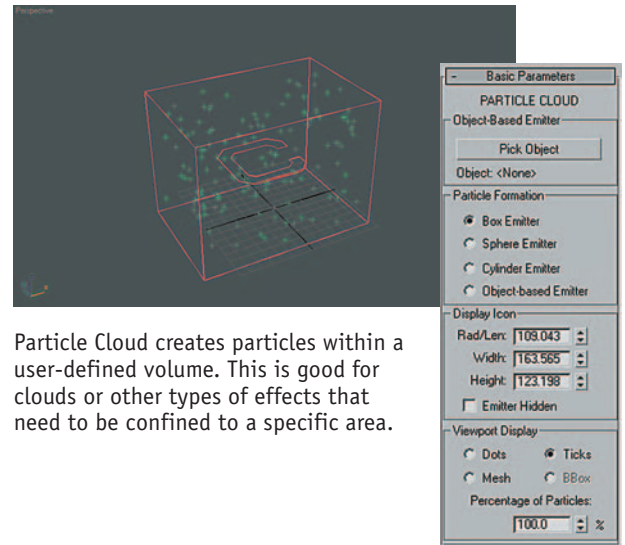 Perspective
- Basic Parameters
PARTICLE CLOUD
Object-Based Emitter
Pick Object
Object: <None>
Particle Formation
Box Emitter
Sphere Emitter
Cylinder Emitter
Object-based Emitter
Display Icon
Rad/Len: 109.043
Width: 163.565
Height: 123.198
Emitter Hidden
Viewport Display
Dots Ticks
Mesh BBox
Percentage of Particles:
100.0 %
Particle Cloud creates particles within a
user-defined volume. This is good for
clouds or other types of effects that
need to be confined to a specific area.